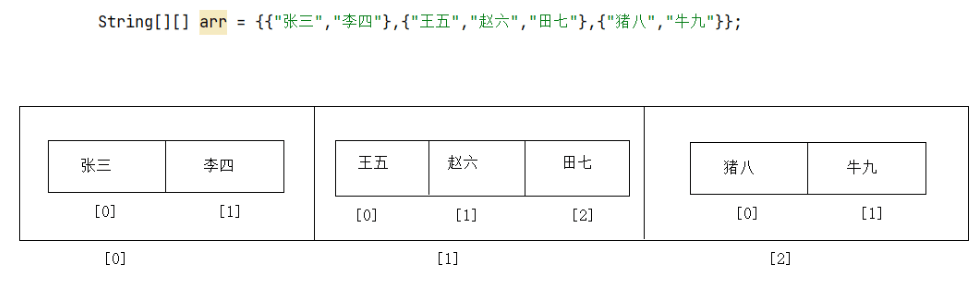 String[][] arr = {{"张三","李四"},{"王五","赵六","田七"},{"猪八","牛九"}};
张三 李四 王五 赵六 田七 猪八 牛九
[0] [1] [0] [1] [2] [0] [1]
[0] [1] [2]